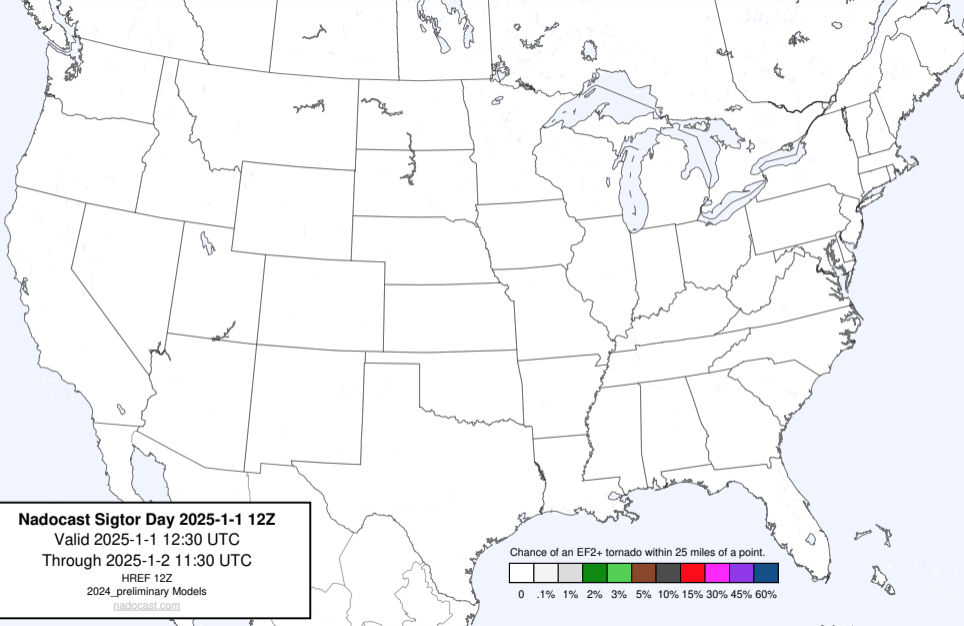 Nadocast Sigtor Day 2025-1-1 12Z
Valid 2025-1-1 12:30 UTC
Through 2025-1-2 11:30 UTC
HREF 12Z
2024_preliminary Models
nadocast.com
Chance of an EF2+ tornado within 25 miles of a point.
0 .1% 1% 2% 3% 5% 10% 15% 30% 45% 60%